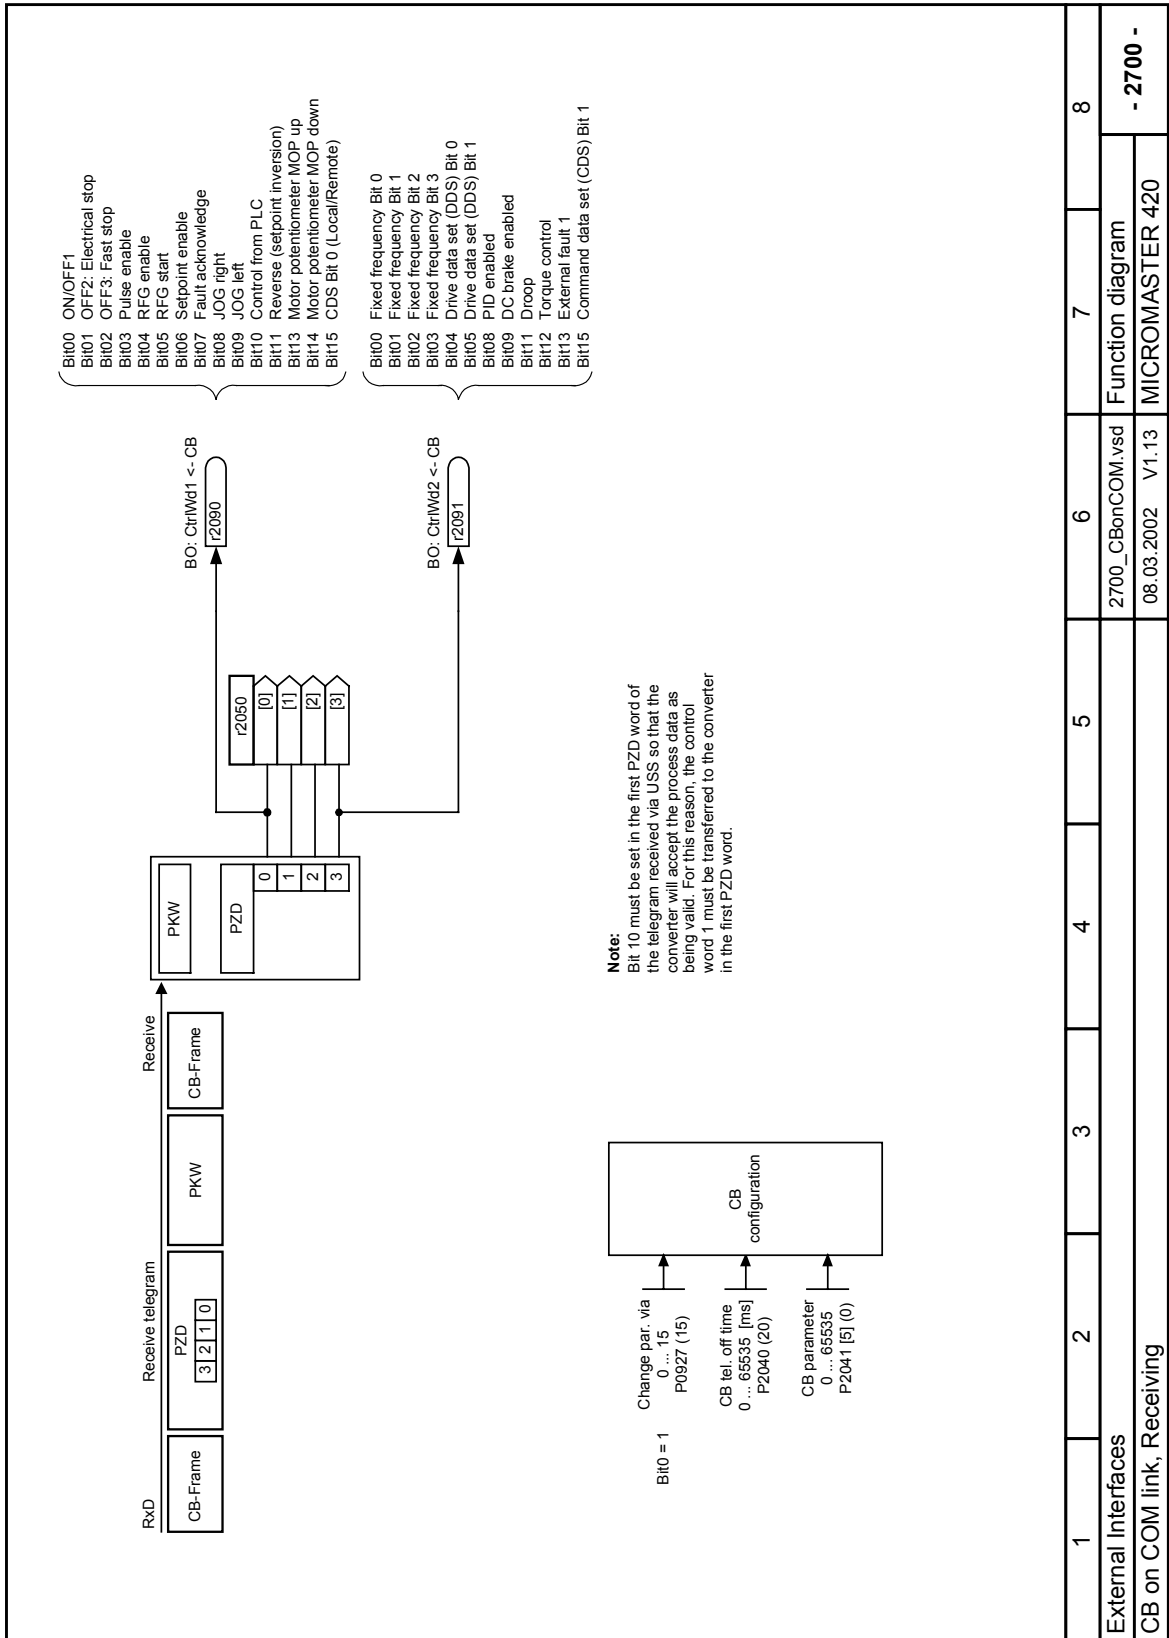 RxD
Receive telegram
Receive
CB-Frame
PZD
3 2 1 0
PKW
CB-Frame
PKW
PZD
0
1
2
3
r2050
[0]
[1]
[2]
[3]
BO: CtrlWd1 <- CB
r2090
BO: CtrlWd2 <- CB
r2091
Bit00 ON/OFF1
Bit01 OFF2: Electrical stop
Bit02 OFF3: Fast stop
Bit03 Pulse enable
Bit04 RFG enable
Bit05 RFG start
Bit06 Setpoint enable
Bit07 Fault acknowledge
Bit08 JOG right
Bit09 JOG left
Bit10 Control from PLC
Bit11 Reverse (setpoint inversion)
Bit13 Motor potentiometer MOP up
Bit14 Motor potentiometer MOP down
Bit15 CDS Bit 0 (Local/Remote)
Bit00 Fixed frequency Bit 0
Bit01 Fixed frequency Bit 1
Bit02 Fixed frequency Bit 2
Bit03 Fixed frequency Bit 3
Bit04 Drive data set (DDS) Bit 0
Bit05 Drive data set (DDS) Bit 1
Bit08 PID enabled
Bit09 DC brake enabled
Bit11 Droop
Bit12 Torque control
Bit13 External fault 1
Bit15 Command data set (CDS) Bit 1
Bit0 = 1
Change par. via
0 ... 15
P0927 (15)
CB tel. off time
0 ... 65535 [ms]
P2040 (20)
CB parameter
0 ... 65535
P2041 [5] (0)
CB
configuration
Note:
Bit 10 must be set in the first PZD word of
the telegram received via USS so that the
converter will accept the process data as
being valid. For this reason, the control
word 1 must be transferred to the converter
in the first PZD word.
1 2 3 4 5 6 7 8
External Interfaces
2700_CBonCOM.vsd
Function diagram
- 2700 -
CB on COM link, Receiving
08.03.2002 V1.13
MICROMASTER 420